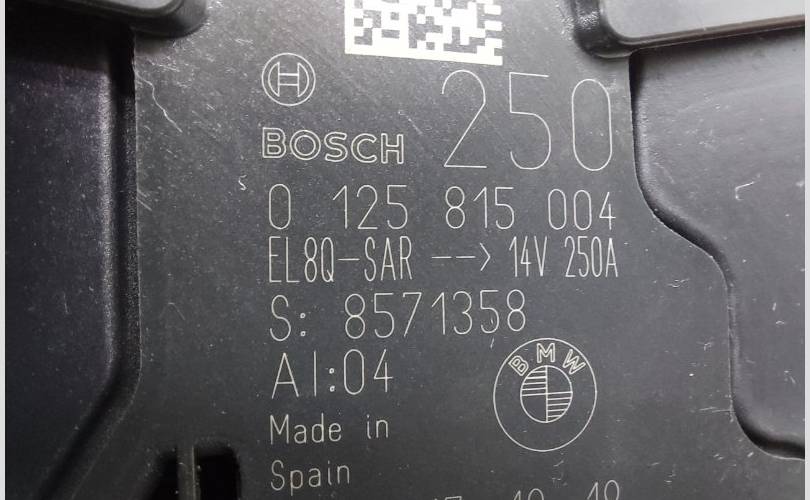 250
BOSCH
0 125 815 004
EL8Q-SAR --> 14V 250A
S: 8571358
AI:04
BMW
Made in
Spain